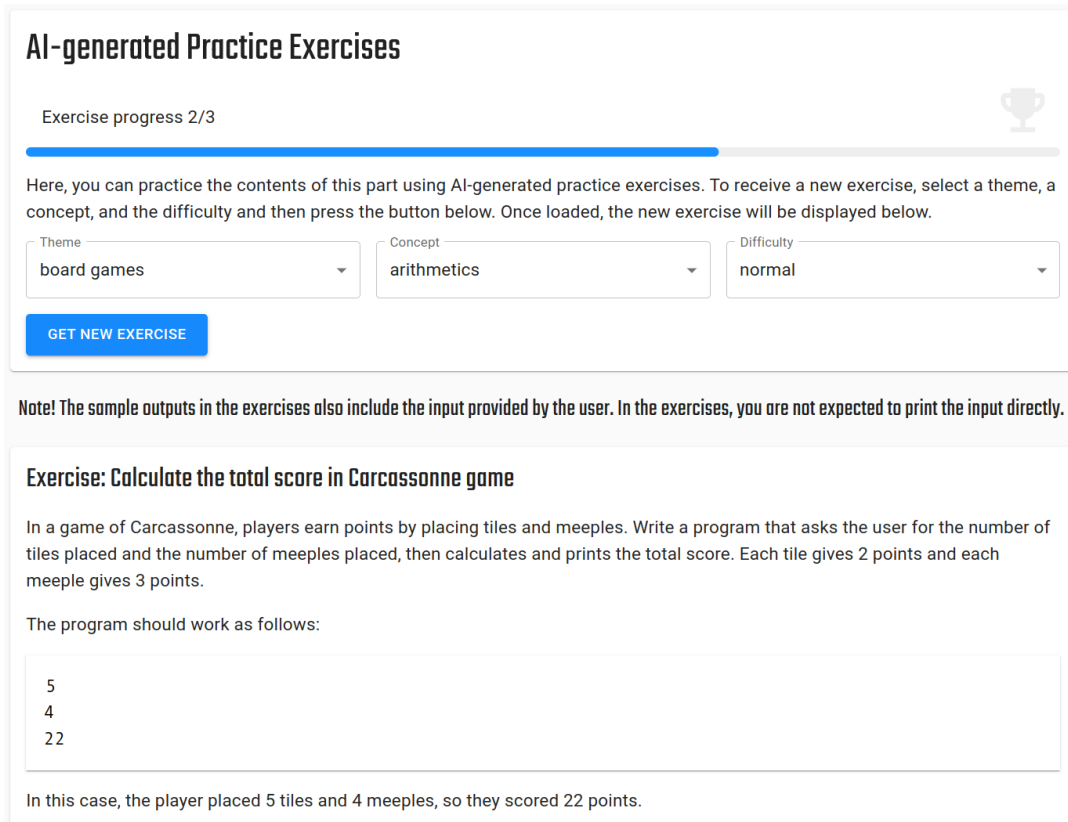 AI-generated Practice Exercises
Exercise progress 2/3
Here, you can practice the contents of this part using AI-generated practice exercises. To receive a new exercise, select a theme, a
concept, and the difficulty and then press the button below. Once loaded, the new exercise will be displayed below.
Theme Concept Difficulty
board games arithmetics normal
GET NEW EXERCISE
Note! The sample outputs in the exercises also include the input provided by the user. In the exercises, you are not expected to print the input directly.
Exercise: Calculate the total score in Carcassonne game
In a game of Carcassonne, players earn points by placing tiles and meeples. Write a program that asks the user for the number of
tiles placed and the number of meeples placed, then calculates and prints the total score. Each tile gives 2 points and each
meeple gives 3 points.
The program should work as follows:
5
4
22
In this case, the player placed 5 tiles and 4 meeples, so they scored 22 points.